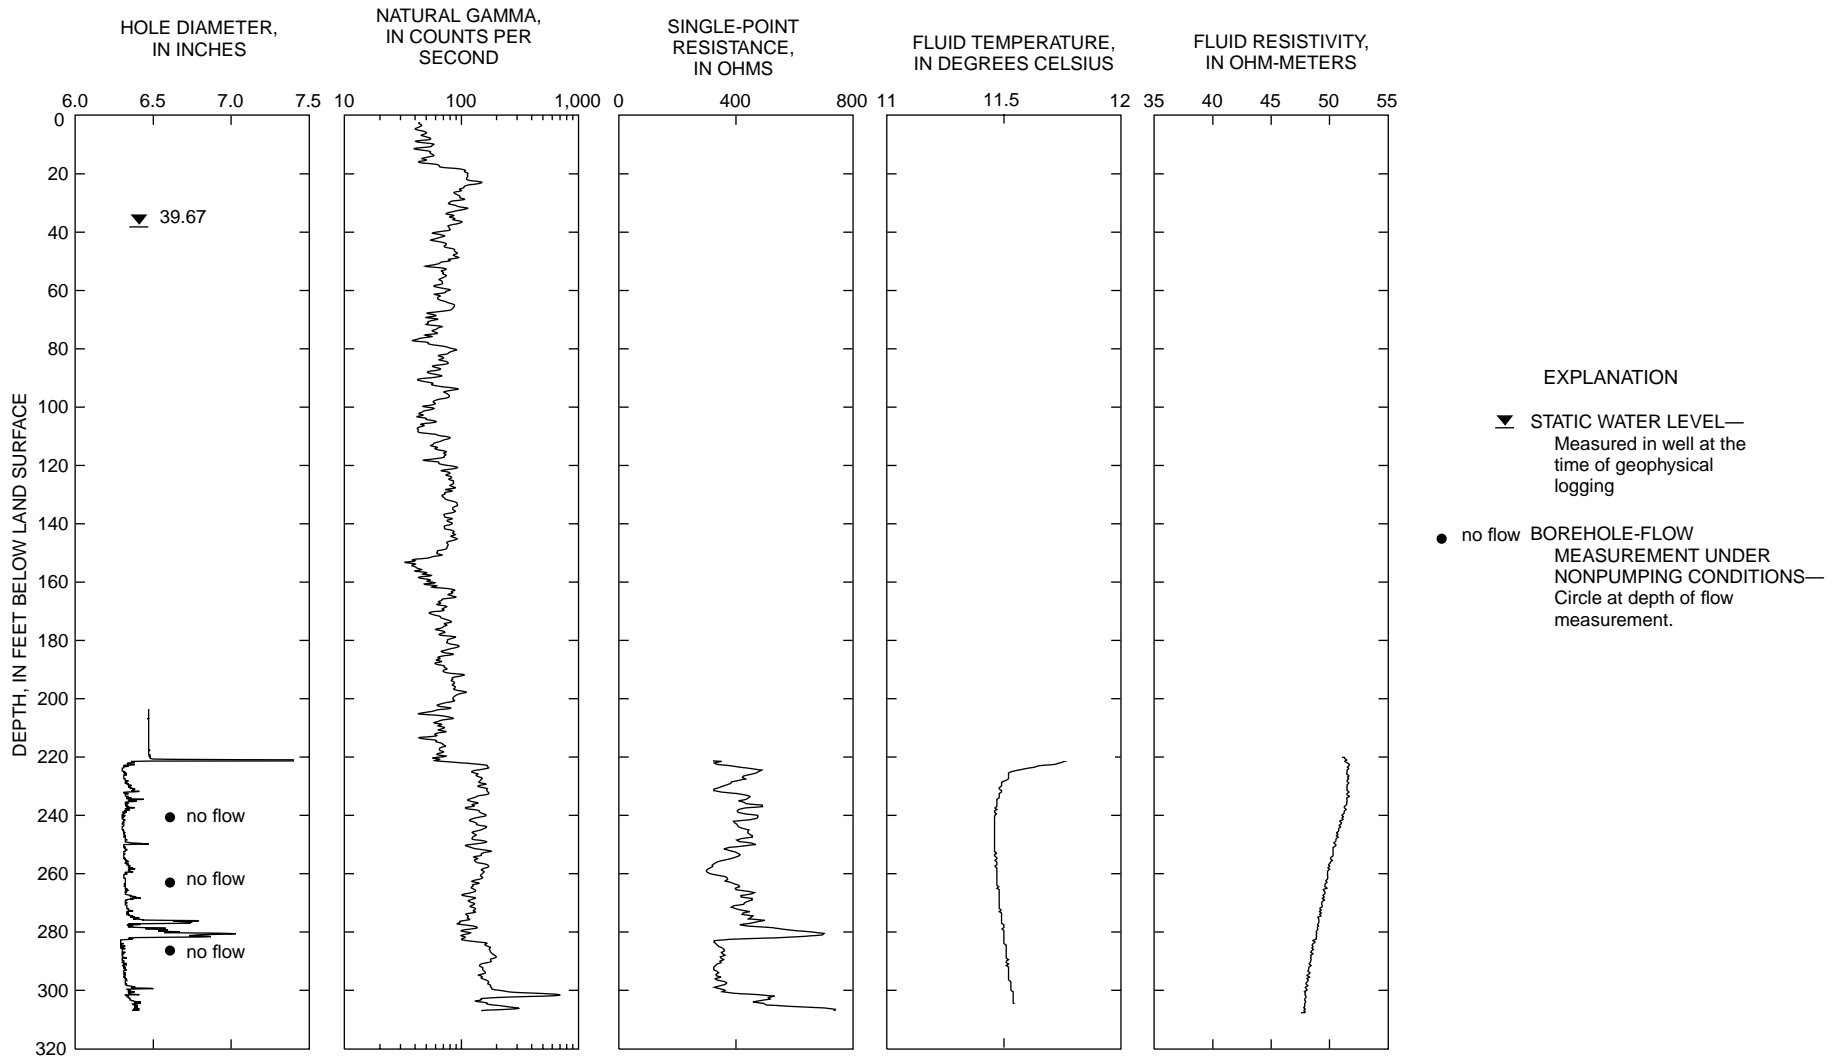 HOLE DIAMETER,
IN INCHES
NATURAL GAMMA,
IN COUNTS PER
SECOND
SINGLE-POINT
RESISTANCE,
IN OHMS
FLUID TEMPERATURE,
IN DEGREES CELSIUS
FLUID RESISTIVITY,
IN OHM-METERS
6.0 6.5 7.0 7.5
10 100 1,000
0 400 800
11 11.5 12
35 40 45 50 55
DEPTH, IN FEET BELOW LAND SURFACE
0
20
40
60
80
100
120
140
160
180
200
220
240
260
280
300
320
39.67
no flow
no flow
no flow
EXPLANATION
STATIC WATER LEVEL—
Measured in well at the
time of geophysical
logging
no flow BOREHOLE-FLOW
MEASUREMENT UNDER
NONPUMPING CONDITIONS—
Circle at depth of flow
measurement.